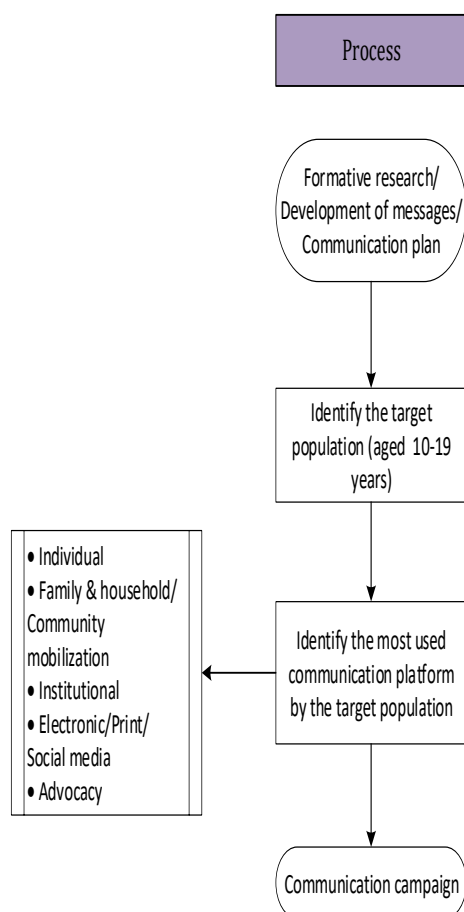 Process
Formative research/
Development of messages/
Communication plan
Identify the target
population (aged 10-19
years)
• Individual
• Family & household/
Community
mobilization
• Institutional
• Electronic/Print/
Social media
• Advocacy
Identify the most used
communication platform
by the target population
Communication campaign